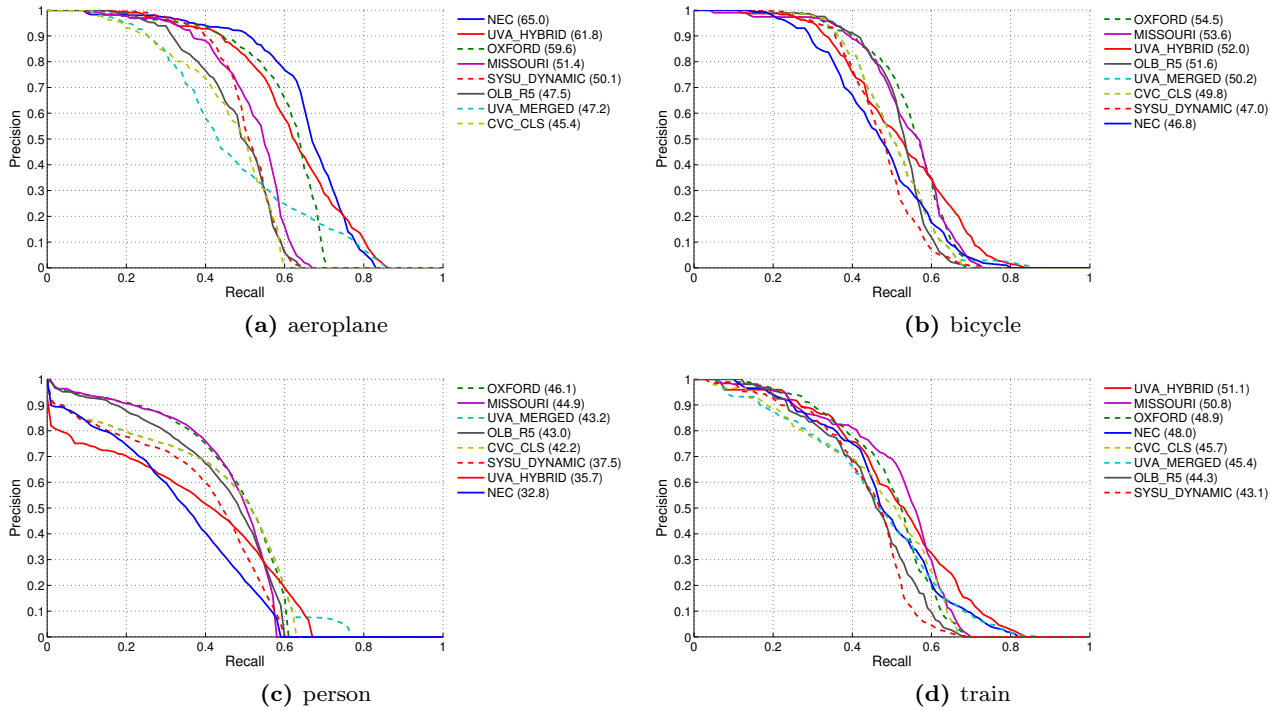 1
0.9
0.8
0.7
0.6
0.5
0.4
0.3
0.2
0.1
0
Precision
0 0.2 0.4 0.6 0.8 1
Recall
NEC (65.0)
UVA_HYBRID (61.8)
OXFORD (59.6)
MISSOURI (51.4)
SYSU_DYNAMIC (50.1)
OLB_R5 (47.5)
UVA_MERGED (47.2)
CVC_CLS (45.4)
(a) aeroplane
1
0.9
0.8
0.7
0.6
0.5
0.4
0.3
0.2
0.1
0
Precision
0 0.2 0.4 0.6 0.8 1
Recall
OXFORD (54.5)
MISSOURI (53.6)
UVA_HYBRID (52.0)
OLB_R5 (51.6)
UVA_MERGED (50.2)
CVC_CLS (49.8)
SYSU_DYNAMIC (47.0)
NEC (46.8)
(b) bicycle
1
0.9
0.8
0.7
0.6
0.5
0.4
0.3
0.2
0.1
0
Precision
0 0.2 0.4 0.6 0.8 1
Recall
OXFORD (46.1)
MISSOURI (44.9)
UVA_MERGED (43.2)
OLB_R5 (43.0)
CVC_CLS (42.2)
SYSU_DYNAMIC (37.5)
UVA_HYBRID (35.7)
NEC (32.8)
(c) person
1
0.9
0.8
0.7
0.6
0.5
0.4
0.3
0.2
0.1
0
Precision
0 0.2 0.4 0.6 0.8 1
Recall
UVA_HYBRID (51.1)
MISSOURI (50.8)
OXFORD (48.9)
NEC (48.0)
CVC_CLS (45.7)
UVA_MERGED (45.4)
OLB_R5 (44.3)
SYSU_DYNAMIC (43.1)
(d) train